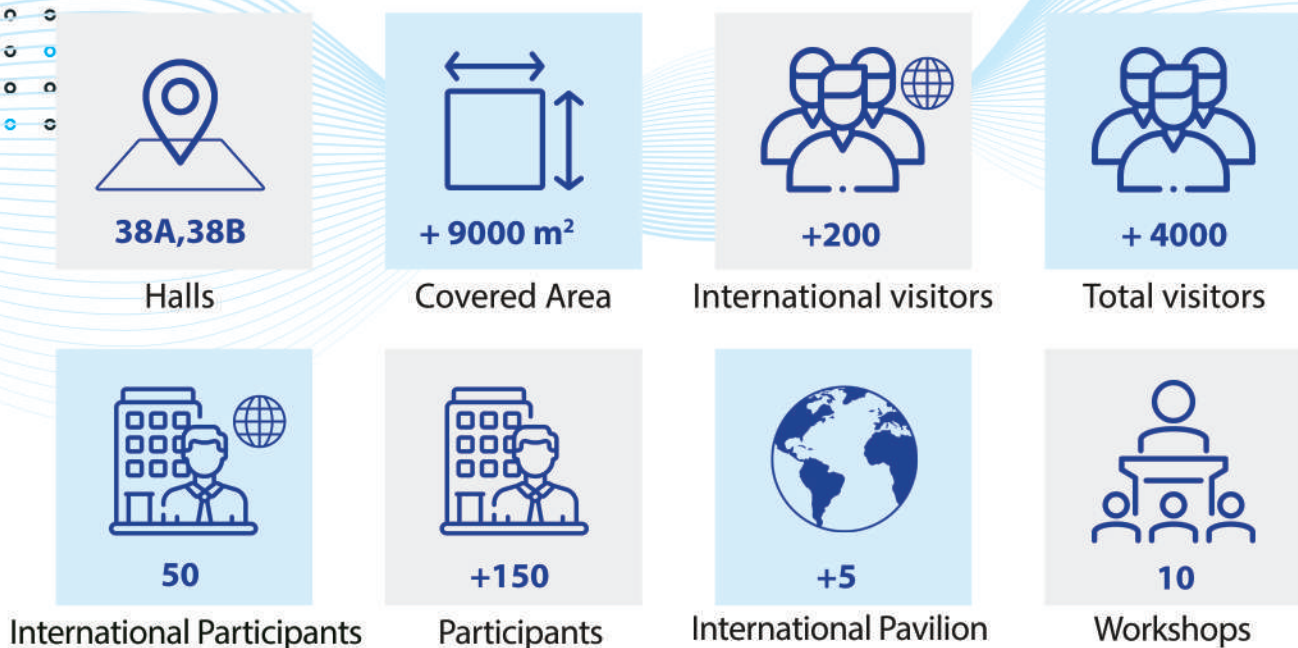 38A,38B
Halls
+ 9000 m²
Covered Area
+200
International visitors
+ 4000
Total visitors
50
International Participants
+150
Participants
+5
International Pavilion
10
Workshops